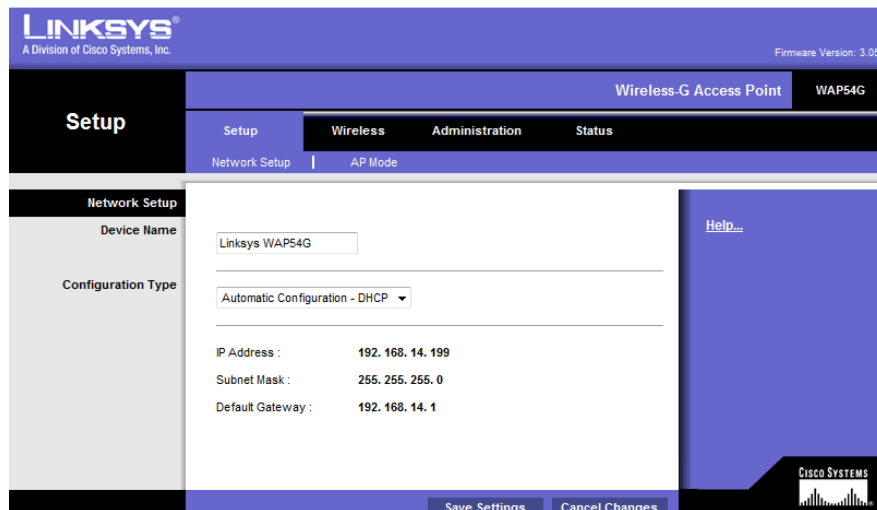 LINKSYS®
A Division of Cisco Systems, Inc.
Firmware Version: 3.05
Wireless-G Access Point WAP54G
Setup
Setup Wireless Administration Status
Network Setup | AP Mode
Network Setup
Device Name
Linksys WAP54G
Help...
Configuration Type
Automatic Configuration - DHCP
IP Address : 192. 168. 14. 199
Subnet Mask : 255. 255. 255. 0
Default Gateway : 192. 168. 14. 1
CISCO SYSTEMS
Save Settings Cancel Changes